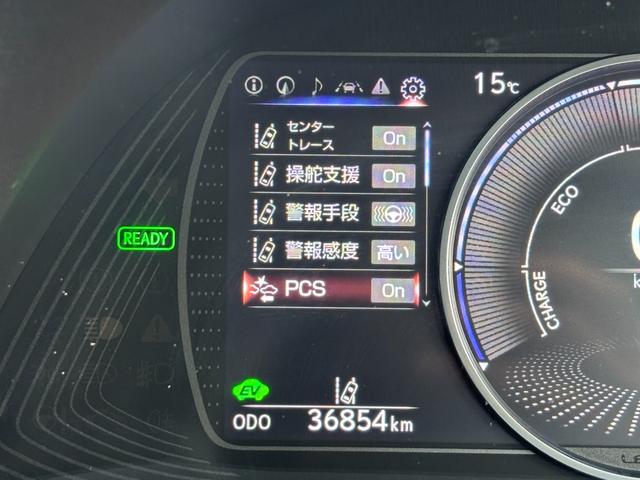 15℃
センター
トレース On
操舵支援 On
警報手段
警報感度 高い
PCS On
READY
ECO
CHARGE
EV
ODO 36854km